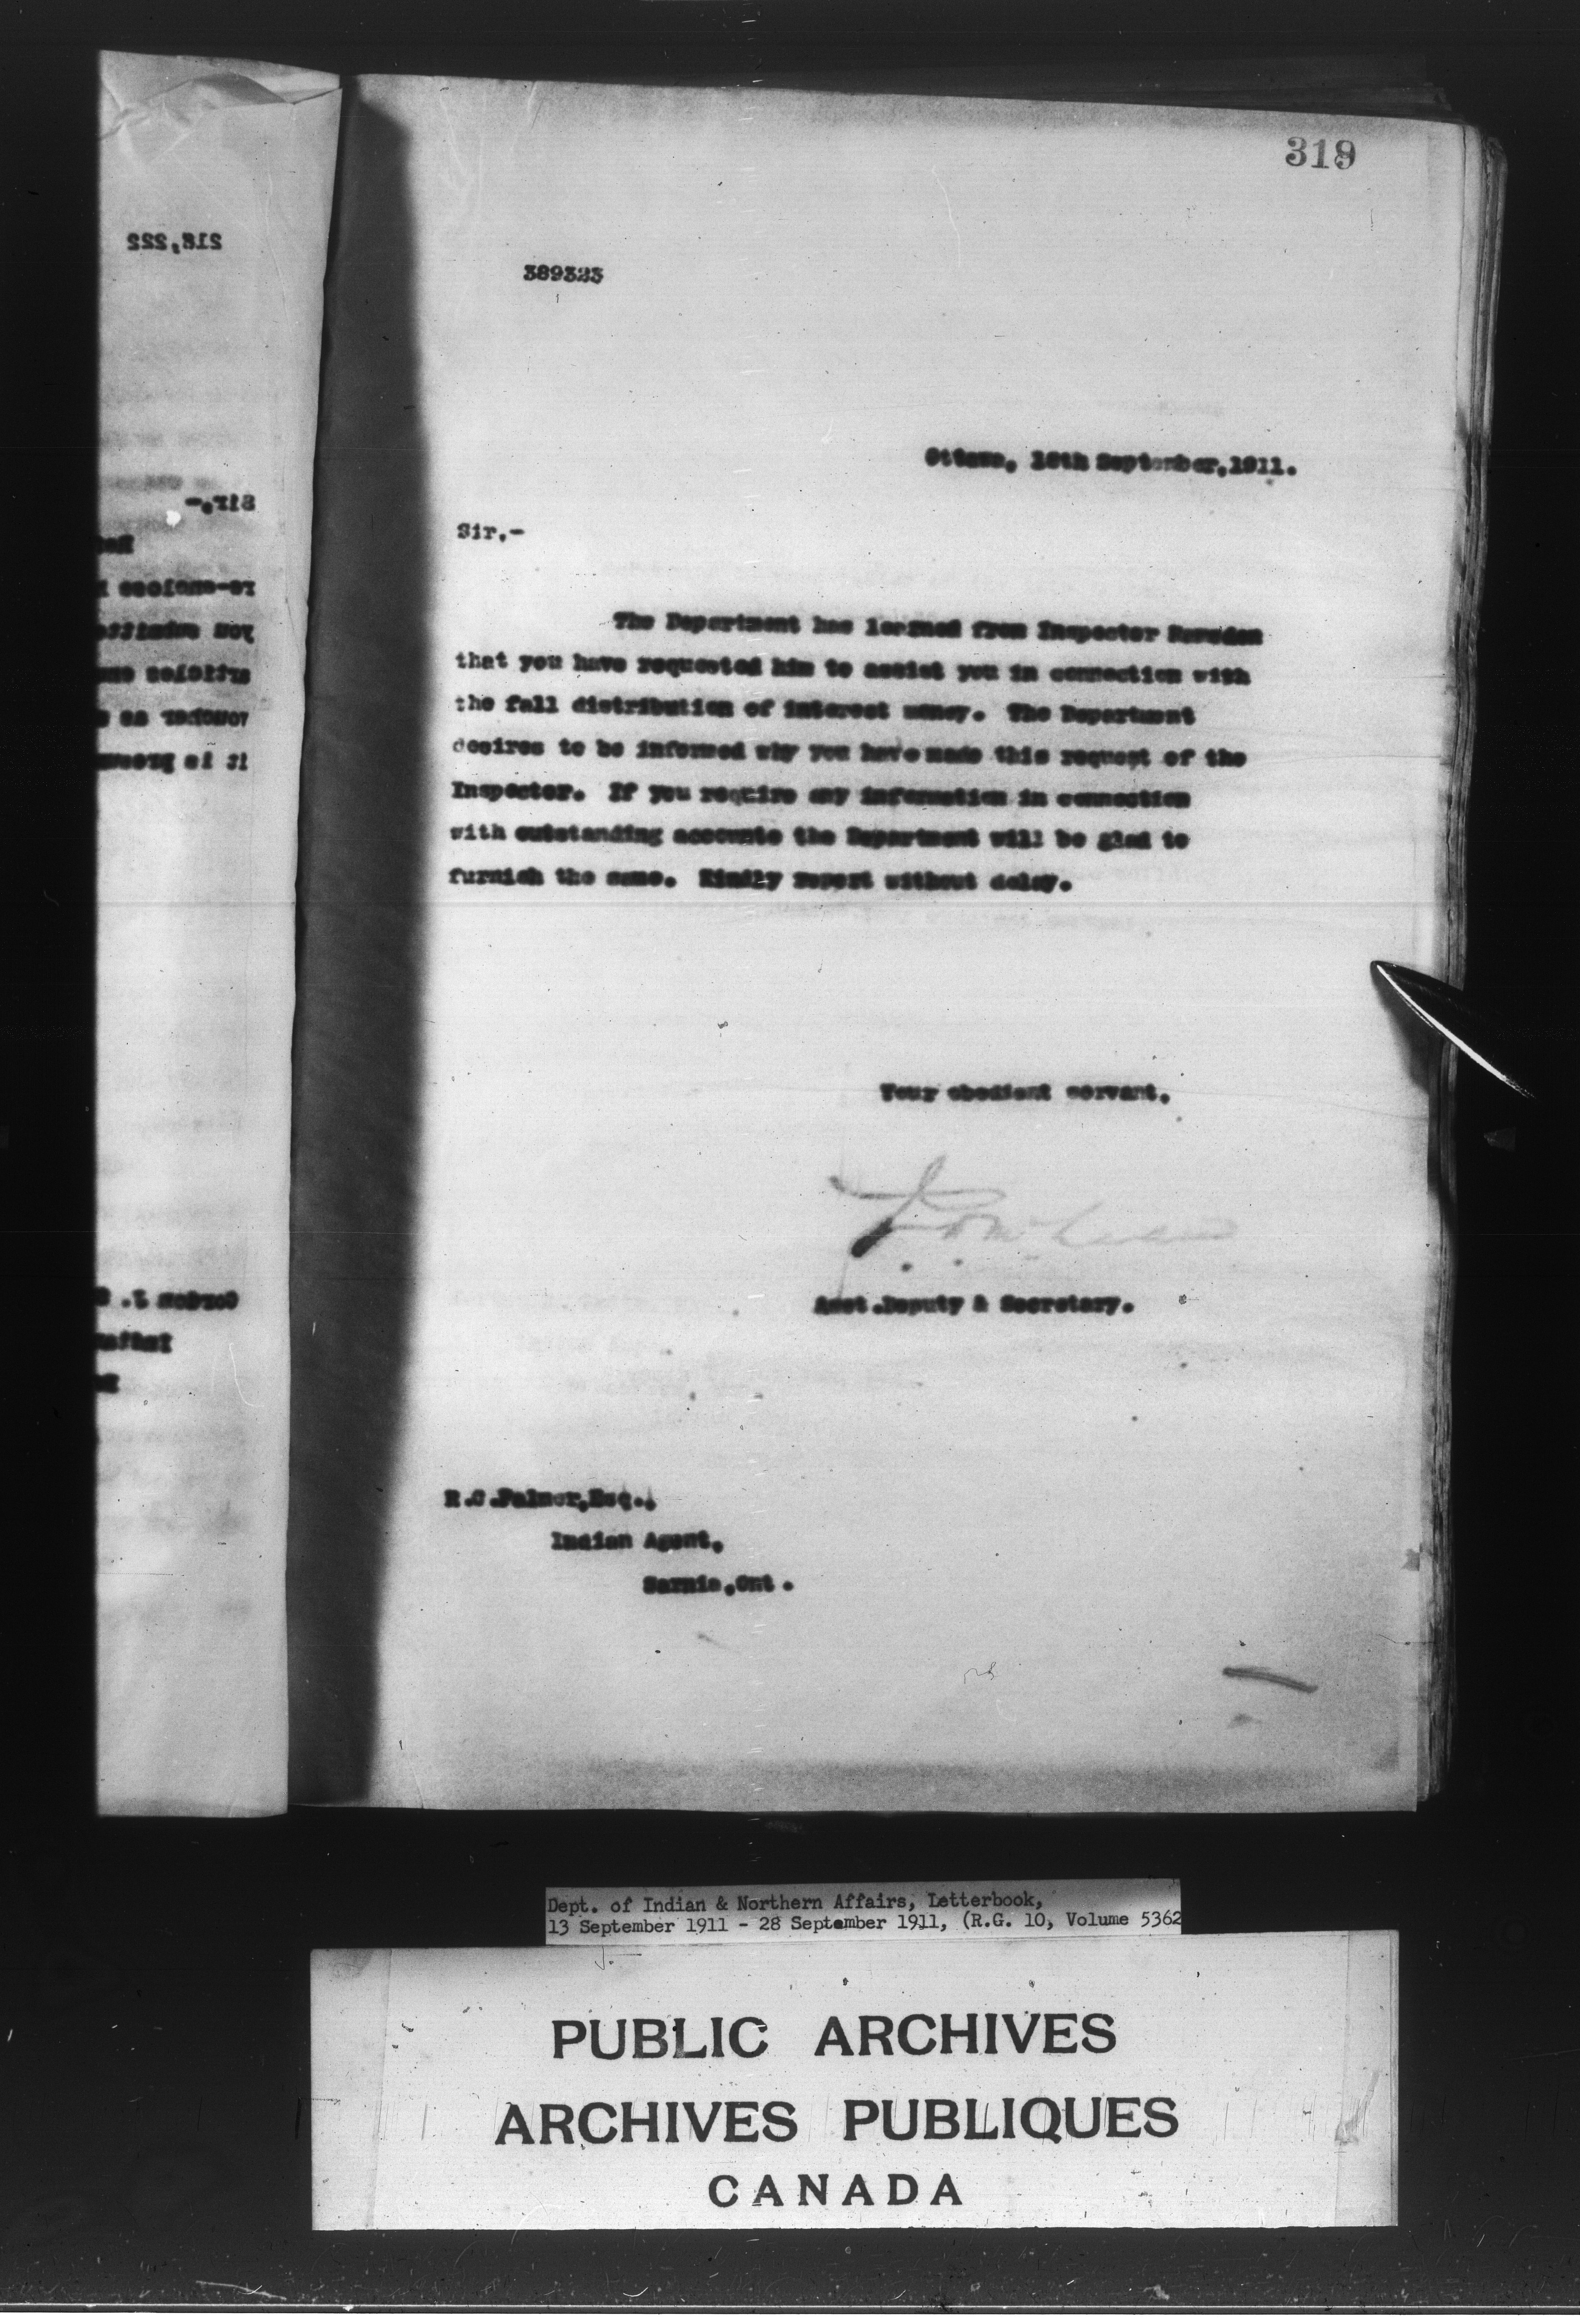 319
389323
Ottawa, September, 1911.
Sir,-
The Department has learned from Inspector
that you have requested him to assist you in connection with
the fall distribution of interest money. The Department
desires to be informed why you have made this request of the
Inspector. If you require any information in connection
with outstanding accounts the Department will be glad to
furnish the same. Kindly report without delay.
Your obedient servant,
Asst. Deputy & Secretary.
R.C.Palmer,Esq.,
Indian Agent,
Sarnia,Ont.
Dept. of Indian & Northern Affairs, Letterbook,
13 September 1911 - 28 September 1911, (R.G. 10, Volume 5362
PUBLIC ARCHIVES
ARCHIVES PUBLIQUES
CANADA